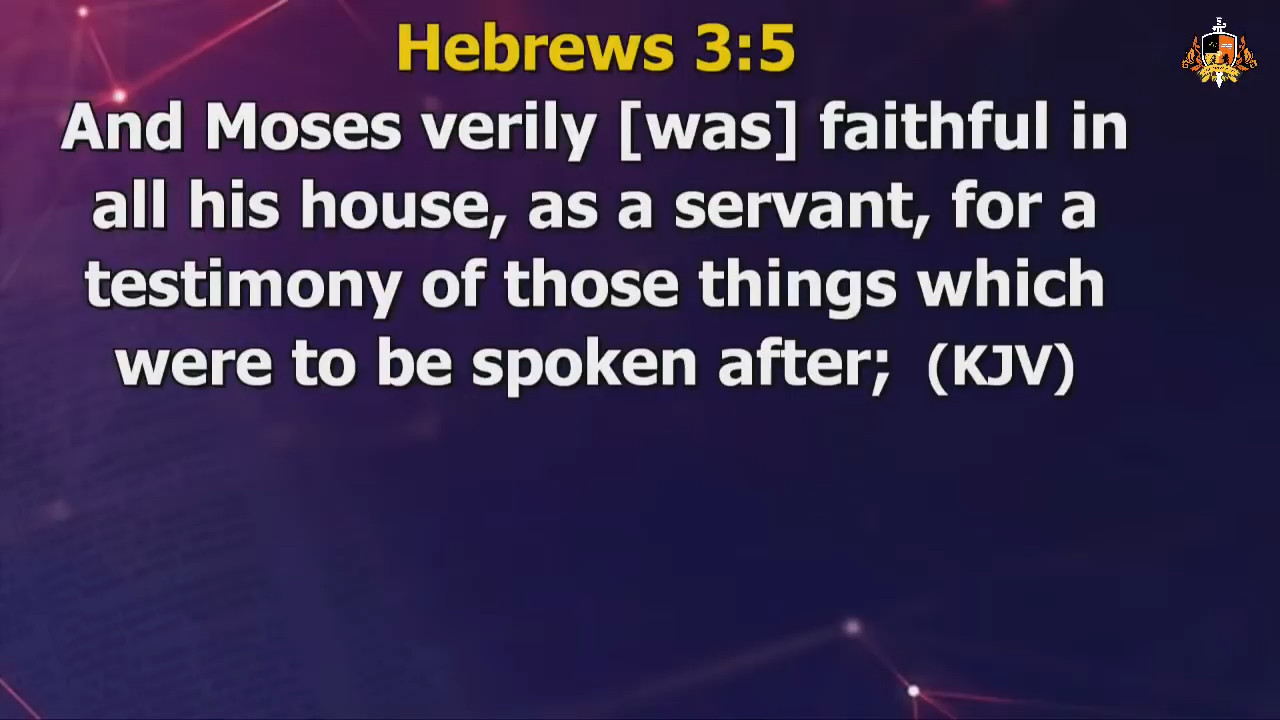 Hebrews 3:5
And Moses verily [was] faithful in
all his house, as a servant, for a
testimony of those things which
were to be spoken after; (KJV)